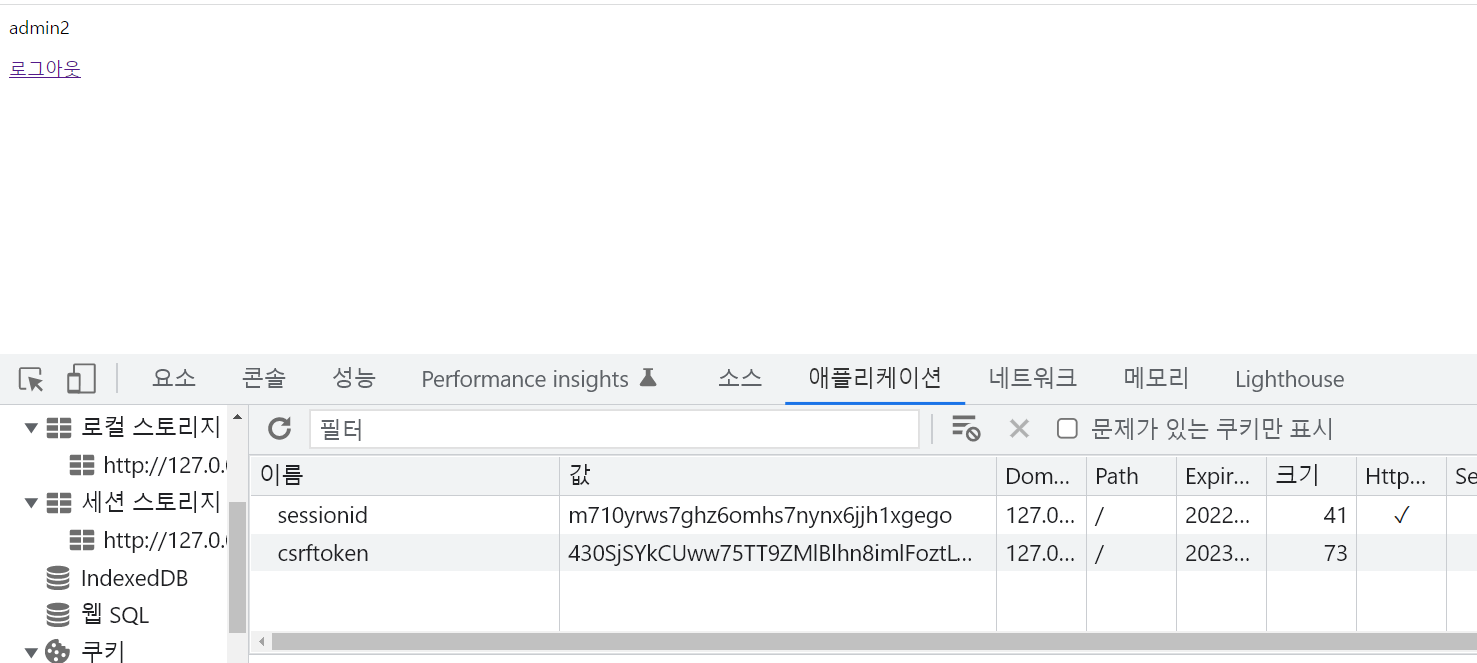 admin2
로그아웃
요소 콘솔 성능 Performance insights 소스 애플리케이션 네트워크 메모리 Lighthouse
로컬 스토리지
http://127.0.
세션 스토리지
http://127.0.
IndexedDB
웹 SQL
쿠키
필터 문제가 있는 쿠키만 표시
이름 값 Dom... Path Expir... 크기 Http... Se
sessionid m710yrws7ghz6omhs7nynx6jjh1xgego 127.0... / 2022... 41 ✓
csrftoken 430SjSYkCUww75TT9ZMlBlhn8imlFoztL... 127.0... / 2023... 73